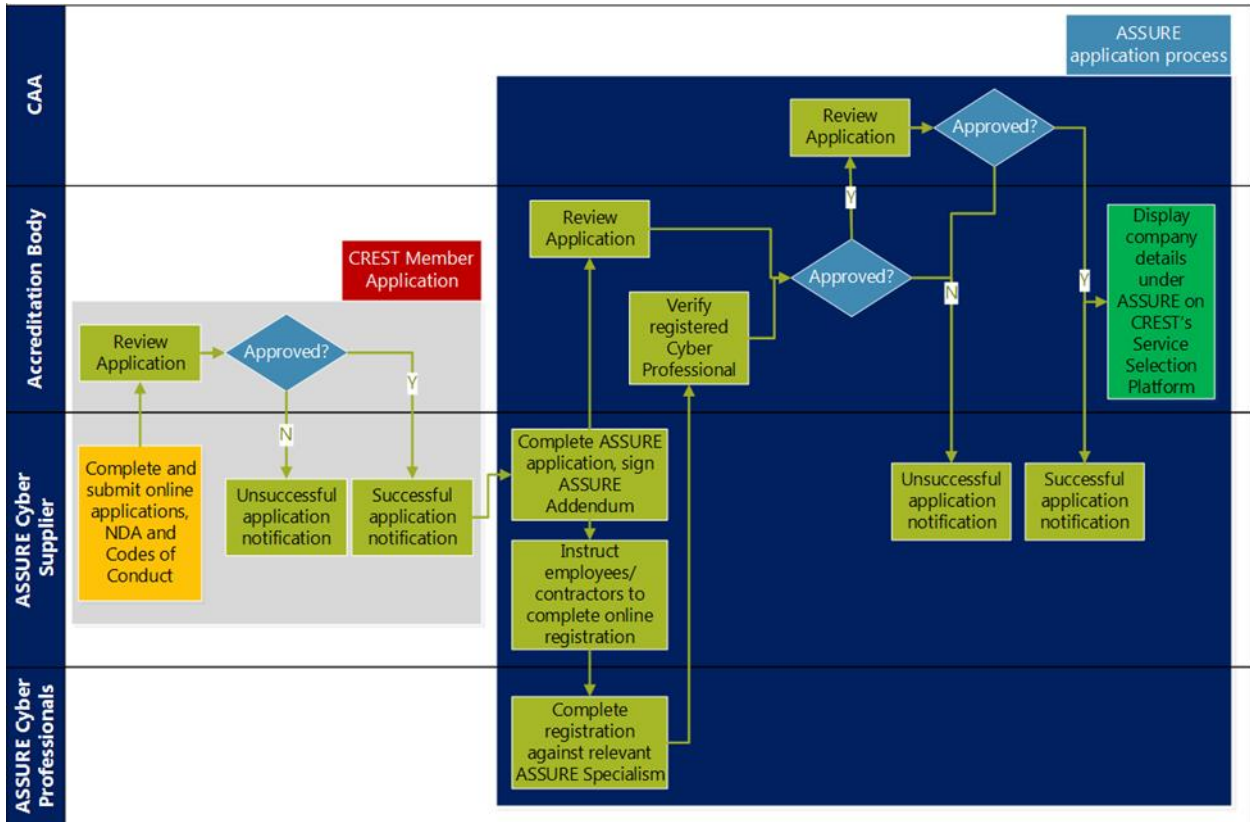 ASSURE
application process
CAA
Review
Application
Approved?
Y
Accreditation Body
CREST Member
Application
Review
Application
Approved?
N
Y
Review
Application
Verify
registered
Cyber
Professional
Approved?
N
Y
Display
company
details
under
ASSURE on
CREST's
Service
Selection
Platform
ASSURE Cyber
Supplier
Complete and
submit online
applications,
NDA and
Codes of
Conduct
Unsuccessful
application
notification
Successful
application
notification
Complete ASSURE
application, sign
ASSURE
Addendum
Instruct
employees/
contractors to
complete online
registration
Unsuccessful
application
notification
Successful
application
notification
ASSURE Cyber
Professionals
Complete
registration
against relevant
ASSURE Specialism